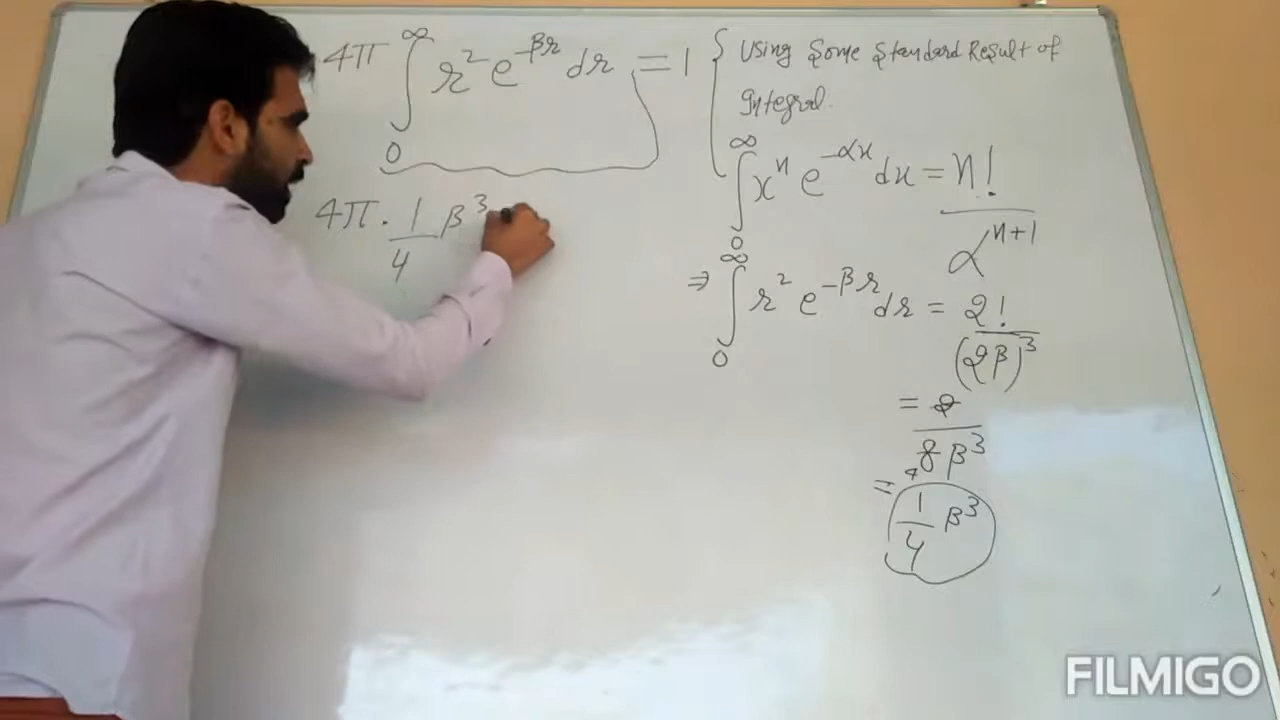 4π ∫₀^∞ r² e^{-βr} dr = 1
4π · 1/4 β³
{ Using Some Standard Result of
Integral.
∫₀^∞ x^n e^{-αx} dx = n! / α^{n+1}
⇒ ∫₀^∞ r² e^{-βr} dr = 2! / (2β)³
= 2 / 8β³
4
= 1/4 β³
FILMIGO